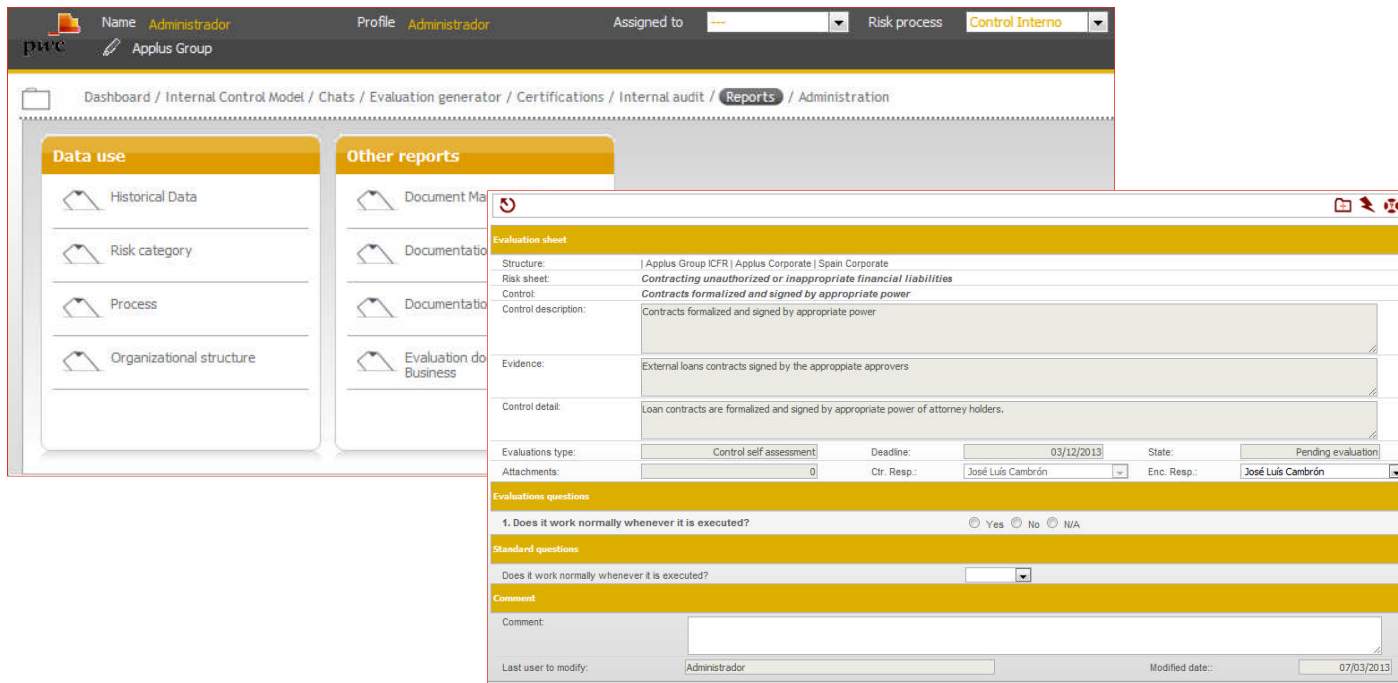 pwc
Name Administrador Profile Administrador Assigned to --- Risk process Control Interno
Applus Group
Dashboard / Internal Control Model / Chats / Evaluation generator / Certifications / Internal audit / Reports / Administration
Data use
Historical Data
Risk category
Process
Organizational structure
Other reports
Document Ma
Documentatio
Documentatio
Evaluation do
Business
Evaluation sheet
Structure: | Applus Group ICFR | Applus Corporate | Spain Corporate
Risk sheet: Contracting unauthorized or inappropriate financial liabilities
Control: Contracts formalized and signed by appropriate power
Control description: Contracts formalized and signed by appropriate power
Evidence: External loans contracts signed by the approppiate approvers
Control detail: Loan contracts are formalized and signed by appropriate power of attorney holders.
Evaluations type: Control self assessment Deadline: 03/12/2013 State: Pending evaluation
Attachments: 0 Ctr. Resp.: José Luís Cambrón Enc. Resp.: José Luís Cambrón
Evaluations questions
1. Does it work normally whenever it is executed? Yes No N/A
Standard questions
Does it work normally whenever it is executed?
Comment
Comment:
Last user to modify: Administrador Modified date:: 07/03/2013